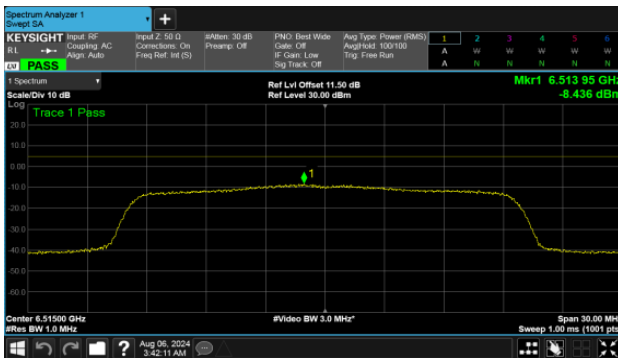 Spectrum Analyzer 1
Swept SA
+
KEYSIGHT
RL
LXI PASS
Input: RF
Coupling: AC
Align: Auto
Input Z: 50 Ω
Corrections: On
Freq Ref: Int (S)
#Atten: 30 dB
Preamp: Off
PNO: Best Wide
Gate: Off
IF Gain: Low
Sig Track: Off
Avg Type: Power (RMS)
Avg|Hold: 100/100
Trig: Free Run
1 2 3 4 5 6
A W W W W W
A N N N N N
1 Spectrum
Scale/Div 10 dB
Ref Lvl Offset 11.50 dB
Ref Level 30.00 dBm
Mkr1 6.513 95 GHz
-8.436 dBm
Log
Trace 1 Pass
20.0
10.0
0.00
1
-10.0
-20.0
-30.0
-40.0
-50.0
-60.0
Center 6.51500 GHz
#Video BW 3.0 MHz*
Span 30.00 MH
#Res BW 1.0 MHz
Sweep 1.00 ms (1001 pts
?
Aug 06, 2024
3:42:11 AM